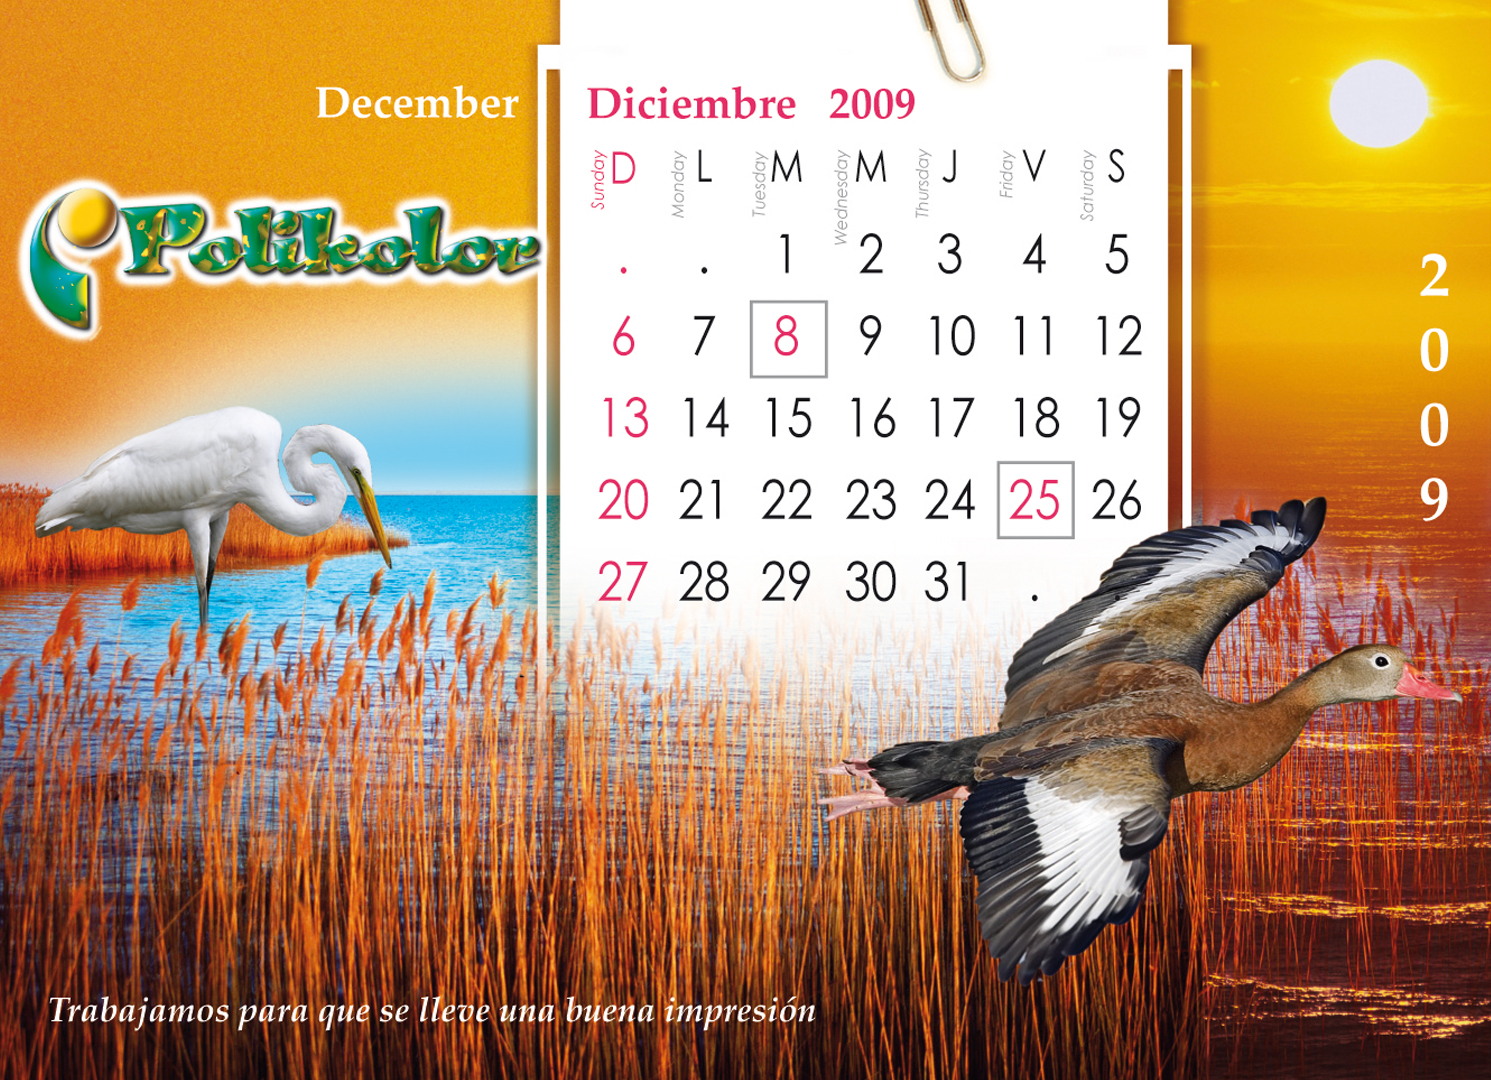 December Diciembre 2009
Polikolor
Sunday D Monday L Tuesday M Wednesday M Thursday J Friday V Saturday S
. . 1 2 3 4 5
6 7 8 9 10 11 12
13 14 15 16 17 18 19
20 21 22 23 24 25 26
27 28 29 30 31 . .
2
0
0
9
Trabajamos para que se lleve una buena impresión